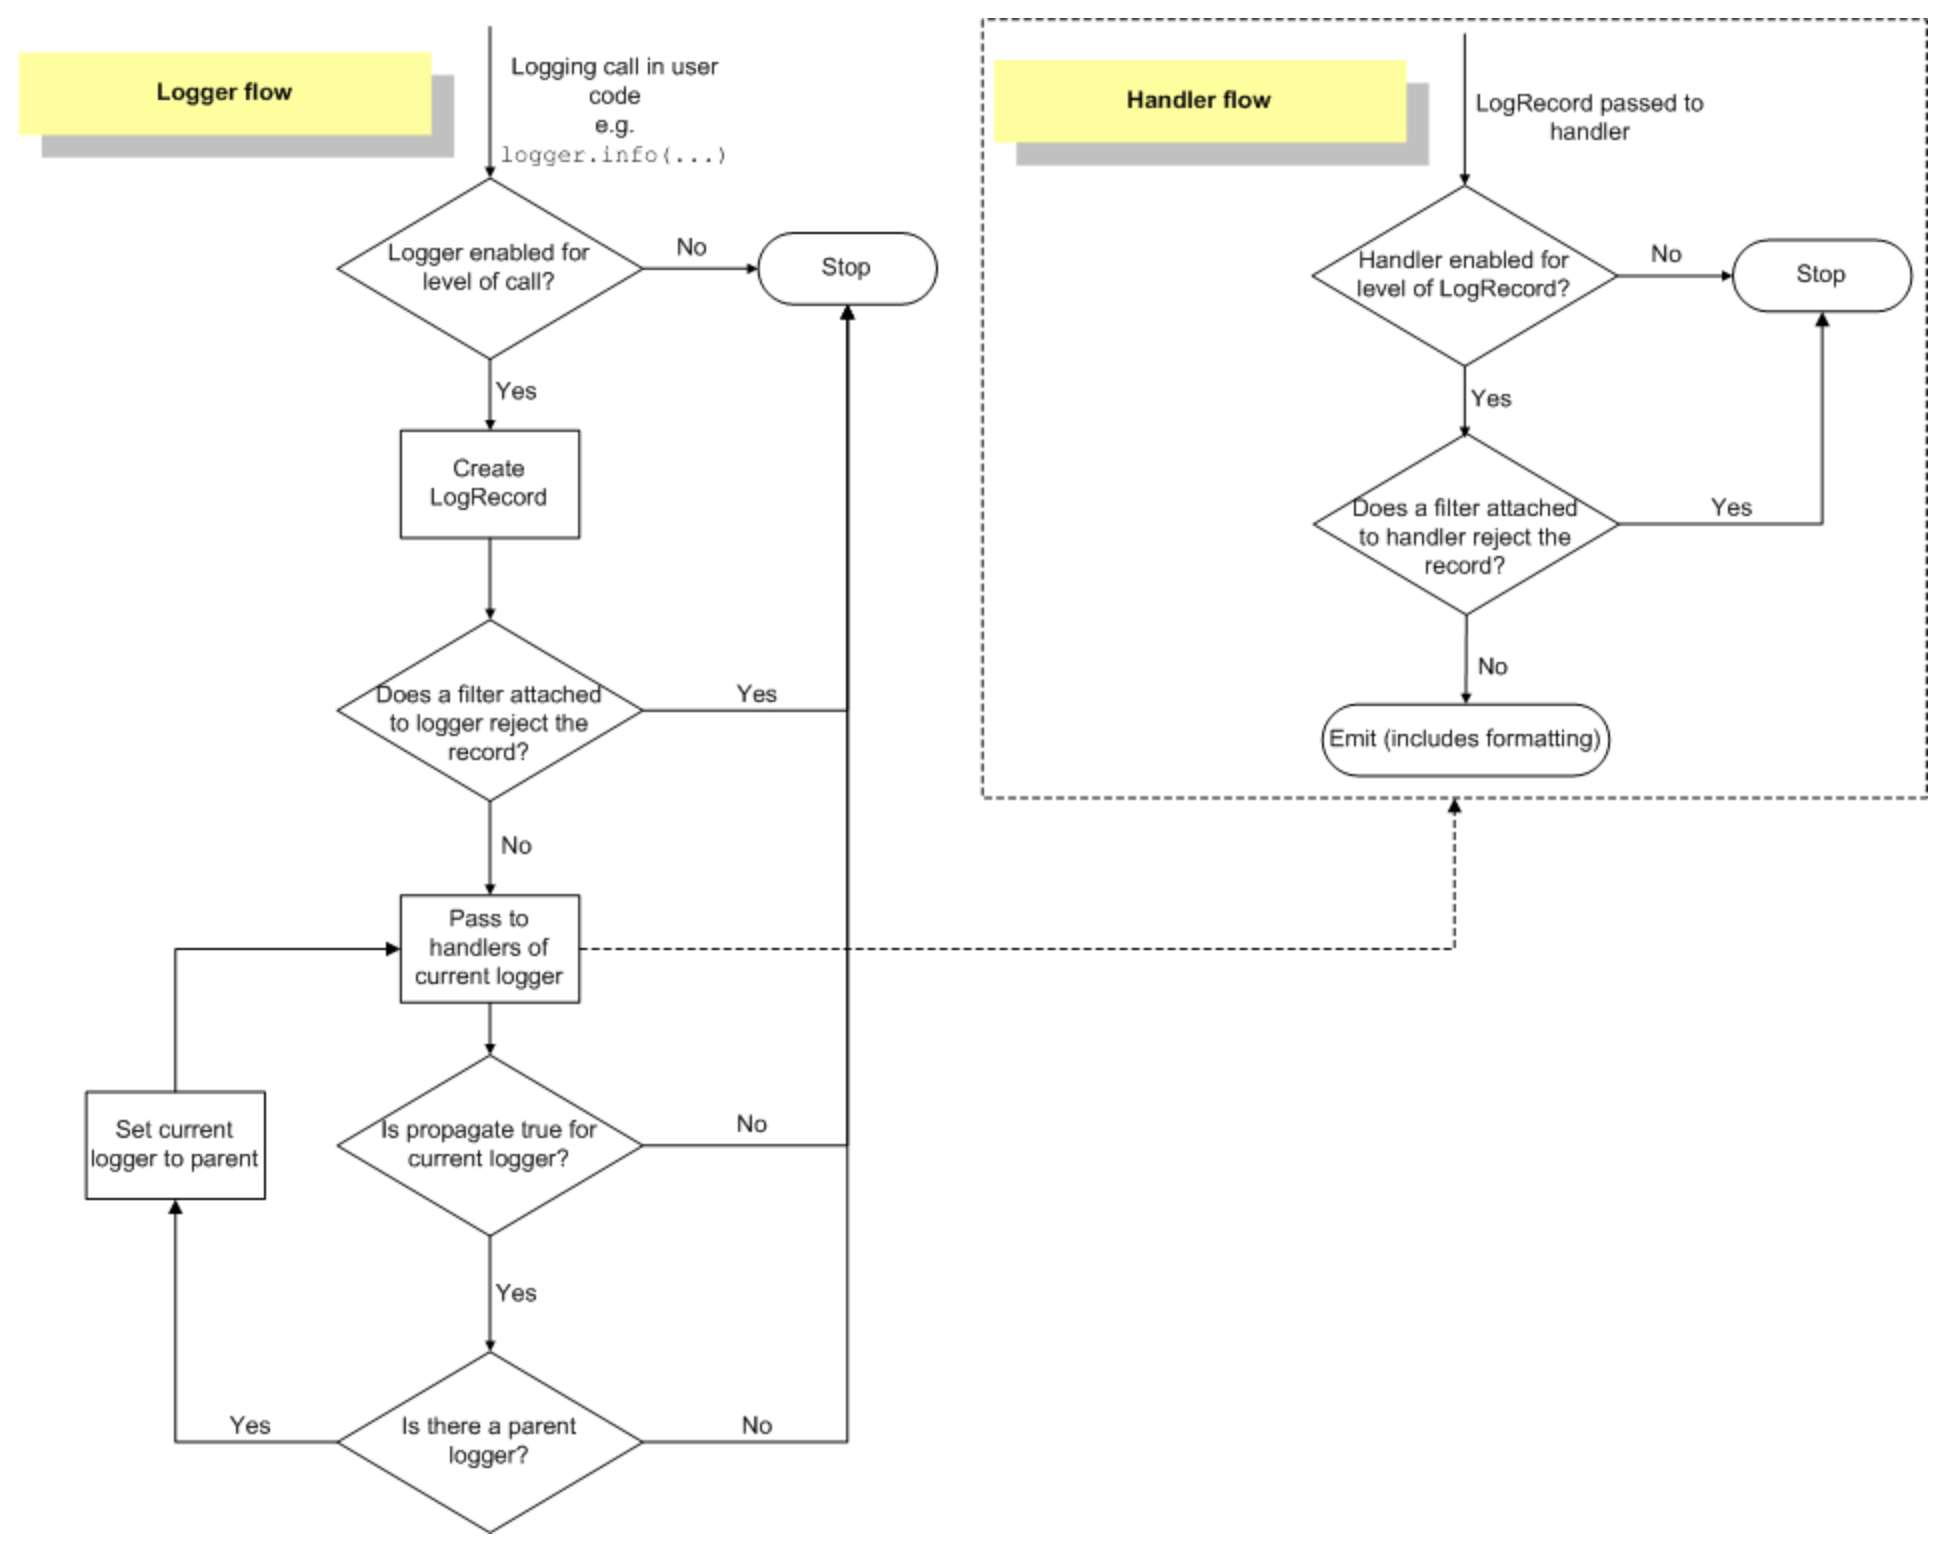 Logger flow
Logging call in user
code
e.g.
logger.info(...)
Logger enabled for
level of call?
No
Stop
Yes
Create
LogRecord
Does a filter attached
to logger reject the
record?
Yes
No
Pass to
handlers of
current logger
Set current
logger to parent
Is propagate true for
current logger?
No
Yes
Is there a parent
logger?
Yes
No
Handler flow
LogRecord passed to
handler
Handler enabled for
level of LogRecord?
No
Stop
Yes
Does a filter attached
to handler reject the
record?
Yes
No
Emit (includes formatting)